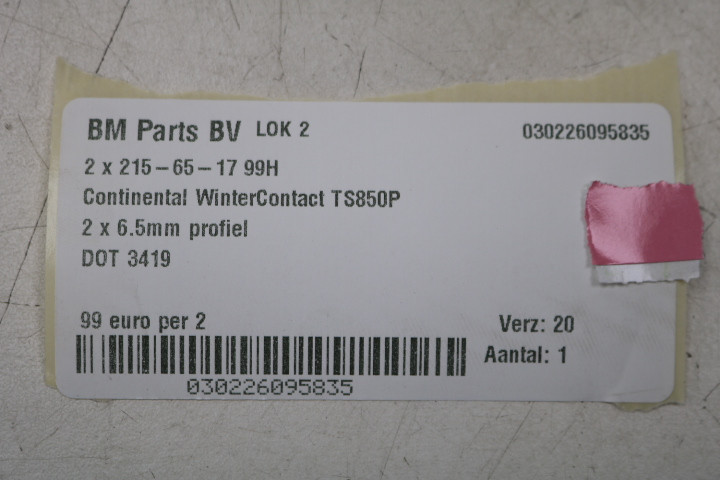 BM Parts BV LOK 2 030226095835
2 x 215-65-17 99H
Continental WinterContact TS850P
2 x 6.5mm profiel
DOT 3419
99 euro per 2 Verz: 20
Aantal: 1
030226095835